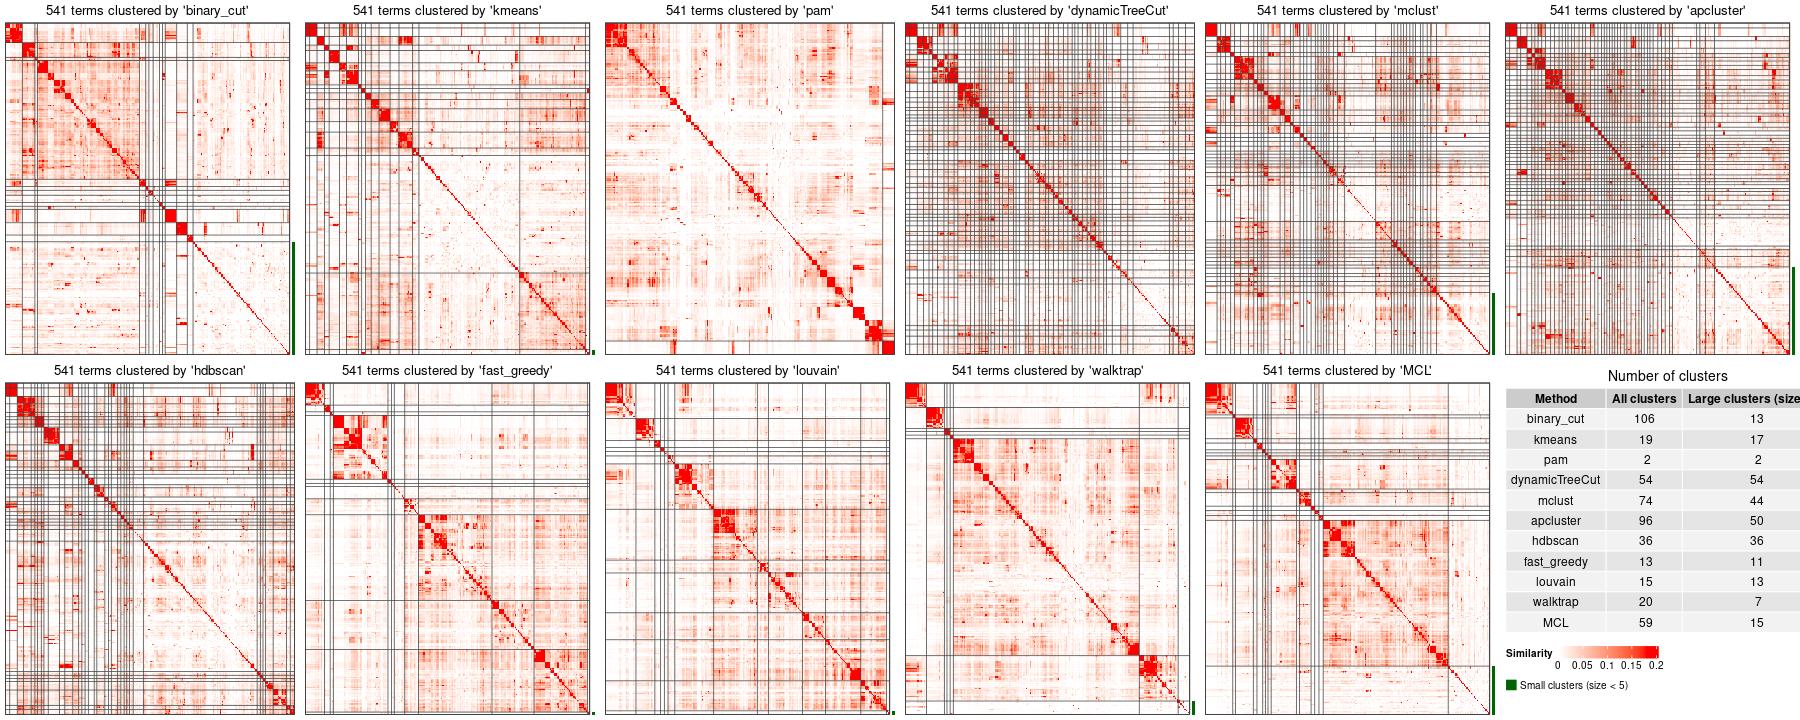 541 terms clustered by 'binary_cut'
541 terms clustered by 'kmeans'
541 terms clustered by 'pam'
541 terms clustered by 'dynamicTreeCut'
541 terms clustered by 'mclust'
541 terms clustered by 'apcluster'
541 terms clustered by 'hdbscan'
541 terms clustered by 'fast_greedy'
541 terms clustered by 'louvain'
541 terms clustered by 'walktrap'
541 terms clustered by 'MCL'
Number of clusters
Method All clusters Large clusters (size
binary_cut 106 13
kmeans 19 17
pam 2 2
dynamicTreeCut 54 54
mclust 74 44
apcluster 96 50
hdbscan 36 36
fast_greedy 13 11
louvain 15 13
walktrap 20 7
MCL 59 15
Similarity
0 0.05 0.1 0.15 0.2
Small clusters (size < 5)